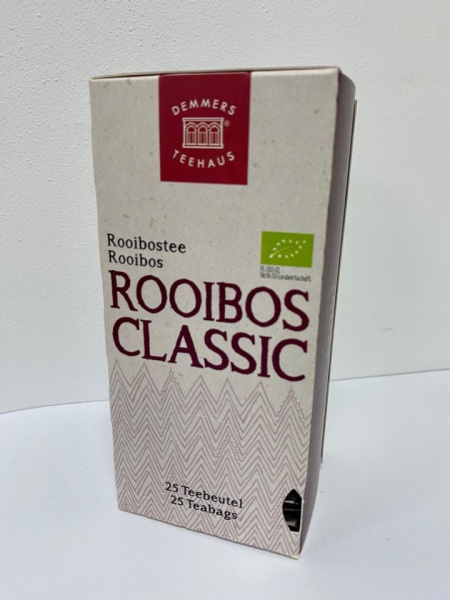 DEMMERS
®
TEEHAUS
Rooibostee
Rooibos
ROOIBOS
CLASSIC
25 Teebeutel
25 Teabags